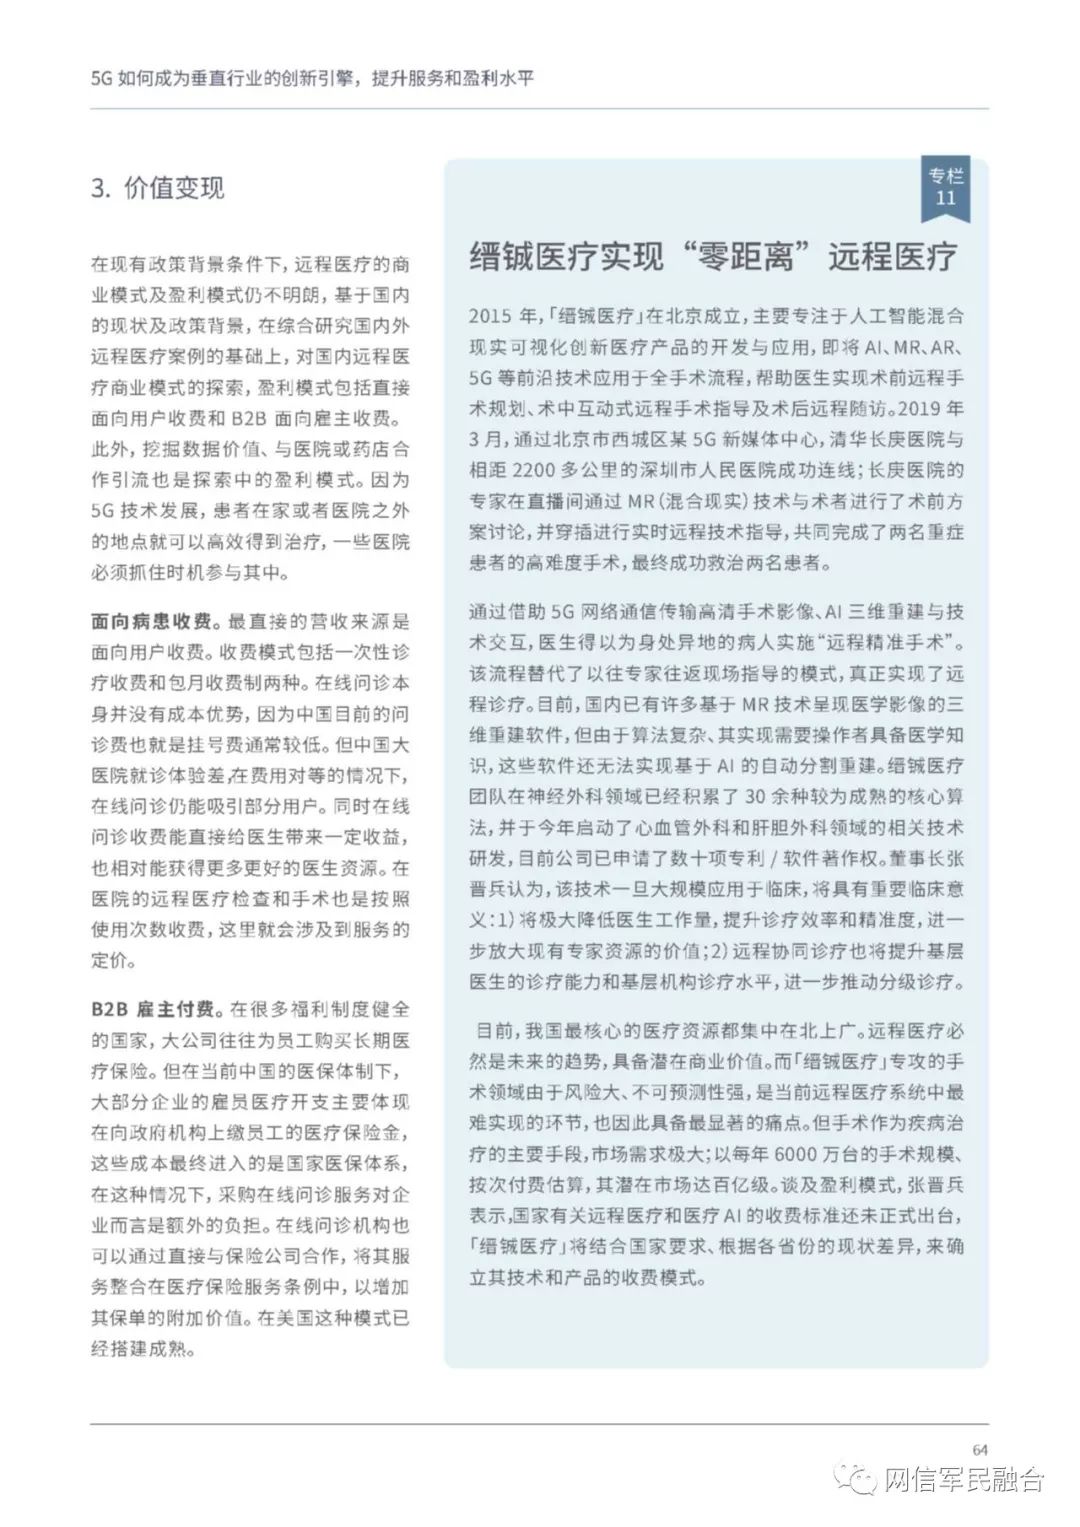 5G 如何成为垂直行业的创新引擎，提升服务和盈利水平
3. 价值变现
在现有政策背景条件下，远程医疗的商
业模式及盈利模式仍不明朗，基于国内
的现状及政策背景，在综合研究国内外
远程医疗案例的基础上，对国内远程医
疗商业模式的探索，盈利模式包括直接
面向用户收费和 B2B 面向雇主收费。
此外，挖掘数据价值、与医院或药店合
作引流也是探索中的盈利模式。因为
5G 技术发展，患者在家或者医院之外
的地点就可以高效得到治疗，一些医院
必须抓住时机参与其中。
面向病患收费。最直接的营收来源是
面向用户收费。收费模式包括一次性诊
疗收费和包月收费制两种。在线问诊本
身并没有成本优势，因为中国目前的问
诊费也就是挂号费通常较低。但中国大
医院就诊体验差,在费用对等的情况下，
在线问诊仍能吸引部分用户。同时在线
问诊收费能直接给医生带来一定收益，
也相对能获得更多更好的医生资源。在
医院的远程医疗检查和手术也是按照
使用次数收费，这里就会涉及到服务的
定价。
B2B 雇主付费。在很多福利制度健全
的国家，大公司往往为员工购买长期医
疗保险。但在当前中国的医保体制下，
大部分企业的雇员医疗开支主要体现
在向政府机构上缴员工的医疗保险金，
这些成本最终进入的是国家医保体系，
在这种情况下，采购在线问诊服务对企
业而言是额外的负担。在线问诊机构也
可以通过直接与保险公司合作，将其服
务整合在医疗保险服务条例中，以增加
其保单的附加价值。在美国这种模式已
经搭建成熟。
专栏
11
缙铖医疗实现“零距离”远程医疗
2015 年，「缙铖医疗」在北京成立，主要专注于人工智能混合
现实可视化创新医疗产品的开发与应用，即将 AI、MR、AR、
5G 等前沿技术应用于全手术流程，帮助医生实现术前远程手
术规划、术中互动式远程手术指导及术后远程随访。2019 年
3 月，通过北京市西城区某 5G 新媒体中心，清华长庚医院与
相距 2200 多公里的深圳市人民医院成功连线；长庚医院的
专家在直播间通过 MR（混合现实）技术与术者进行了术前方
案讨论，并穿插进行实时远程技术指导，共同完成了两名重症
患者的高难度手术，最终成功救治两名患者。
通过借助 5G 网络通信传输高清手术影像、AI 三维重建与技
术交互，医生得以为身处异地的病人实施“远程精准手术”。
该流程替代了以往专家往返现场指导的模式，真正实现了远
程诊疗。目前，国内已有许多基于 MR 技术呈现医学影像的三
维重建软件，但由于算法复杂、其实现需要操作者具备医学知
识，这些软件还无法实现基于 AI 的自动分割重建。缙铖医疗
团队在神经外科领域已经积累了 30 余种较为成熟的核心算
法，并于今年启动了心血管外科和肝胆外科领域的相关技术
研发，目前公司已申请了数十项专利 / 软件著作权。董事长张
晋兵认为，该技术一旦大规模应用于临床，将具有重要临床意
义：1）将极大降低医生工作量，提升诊疗效率和精准度，进一
步放大现有专家资源的价值；2）远程协同诊疗也将提升基层
医生的诊疗能力和基层机构诊疗水平，进一步推动分级诊疗。
目前，我国最核心的医疗资源都集中在北上广。远程医疗必
然是未来的趋势，具备潜在商业价值。而「缙铖医疗」专攻的手
术领域由于风险大、不可预测性强，是当前远程医疗系统中最
难实现的环节，也因此具备最显著的痛点。但手术作为疾病治
疗的主要手段，市场需求极大；以每年 6000 万台的手术规模、
按次付费估算，其潜在市场达百亿级。谈及盈利模式，张晋兵
表示,国家有关远程医疗和医疗 AI 的收费标准还未正式出台，
「缙铖医疗」将结合国家要求、根据各省份的现状差异，来确
立其技术和产品的收费模式。
64
网信军民融合